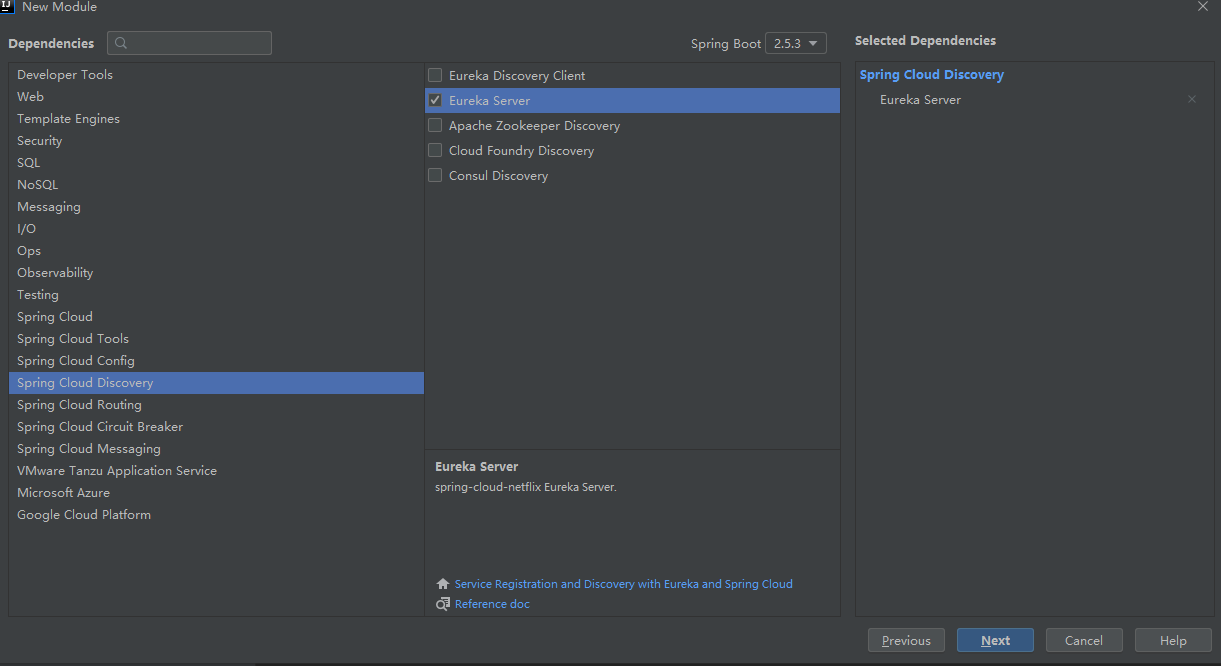 New Module
Dependencies
Spring Boot 2.5.3
Selected Dependencies
Developer Tools
Web
Template Engines
Security
SQL
NoSQL
Messaging
I/O
Ops
Observability
Testing
Spring Cloud
Spring Cloud Tools
Spring Cloud Config
Spring Cloud Discovery
Spring Cloud Routing
Spring Cloud Circuit Breaker
Spring Cloud Messaging
VMware Tanzu Application Service
Microsoft Azure
Google Cloud Platform
Eureka Discovery Client
Eureka Server
Apache Zookeeper Discovery
Cloud Foundry Discovery
Consul Discovery
Eureka Server
spring-cloud-netflix Eureka Server.
Service Registration and Discovery with Eureka and Spring Cloud
Reference doc
Spring Cloud Discovery
Eureka Server
Previous
Next
Cancel
Help